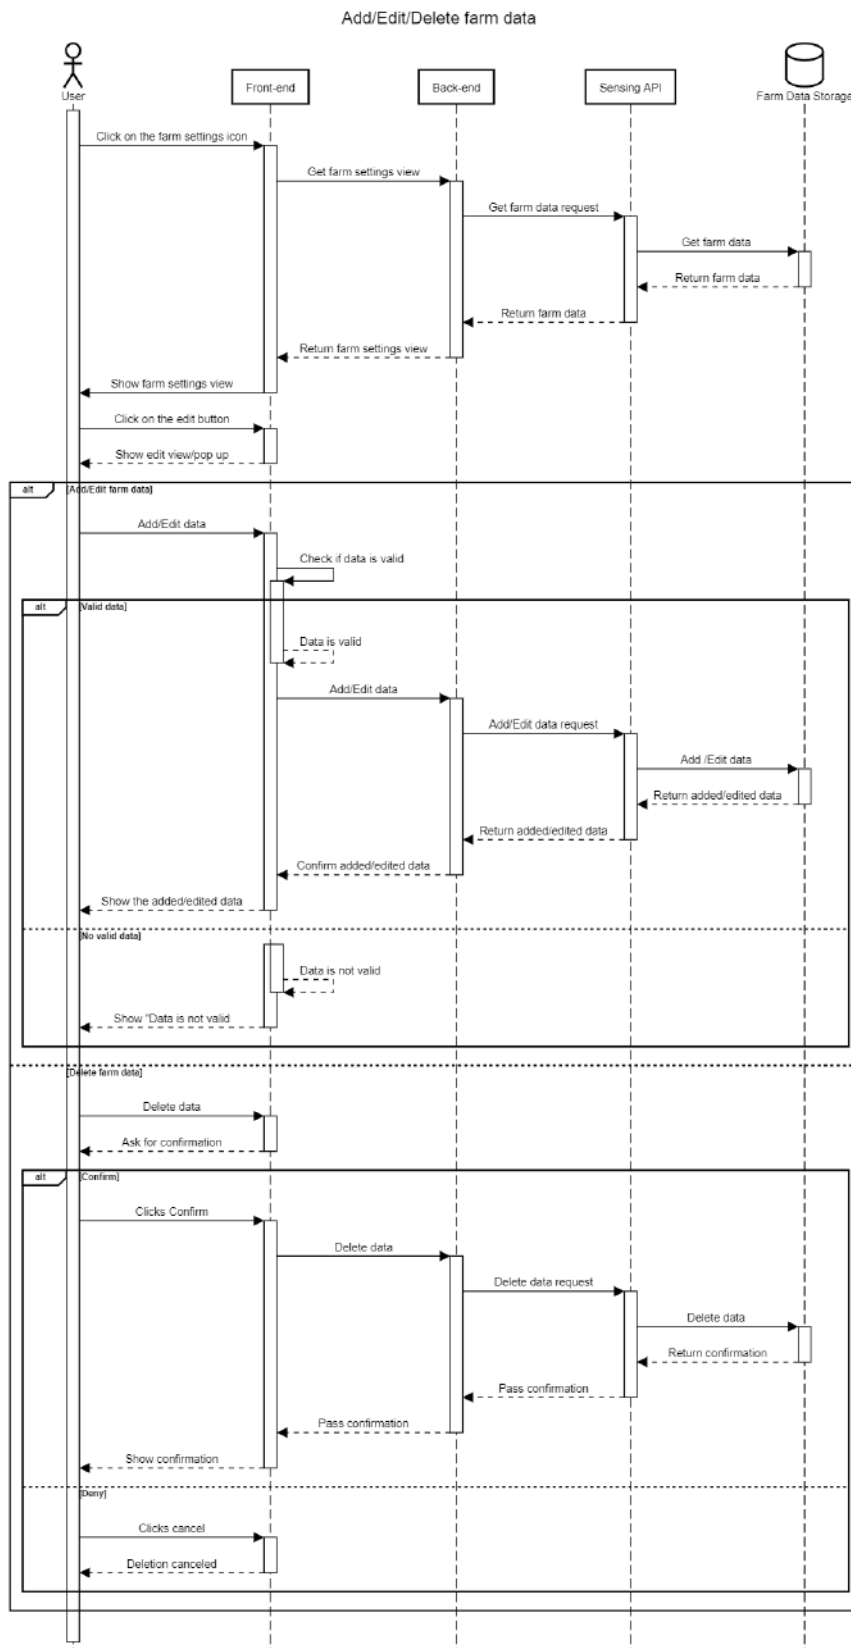 Add/Edit/Delete farm data
User
Front-end
Back-end
Sensing API
Farm Data Storage
Click on the farm settings icon
Get farm settings view
Get farm data request
Get farm data
Return farm data
Return farm data
Return farm settings view
Show farm settings view
Click on the edit button
Show edit view/pop up
alt
[Add/Edit farm data]
Add/Edit data
Check if data is valid
alt
[Valid data]
Data is valid
Add/Edit data
Add/Edit data request
Add /Edit data
Return added/edited data
Return added/edited data
Confirm added/edited data
Show the added/edited data
[No valid data]
Data is not valid
Show "Data is not valid
[Delete farm data]
Delete data
Ask for confirmation
alt
[Confirm]
Clicks Confirm
Delete data
Delete data request
Delete data
Return confirmation
Pass confirmation
Pass confirmation
Show confirmation
[Deny]
Clicks cancel
Deletion canceled